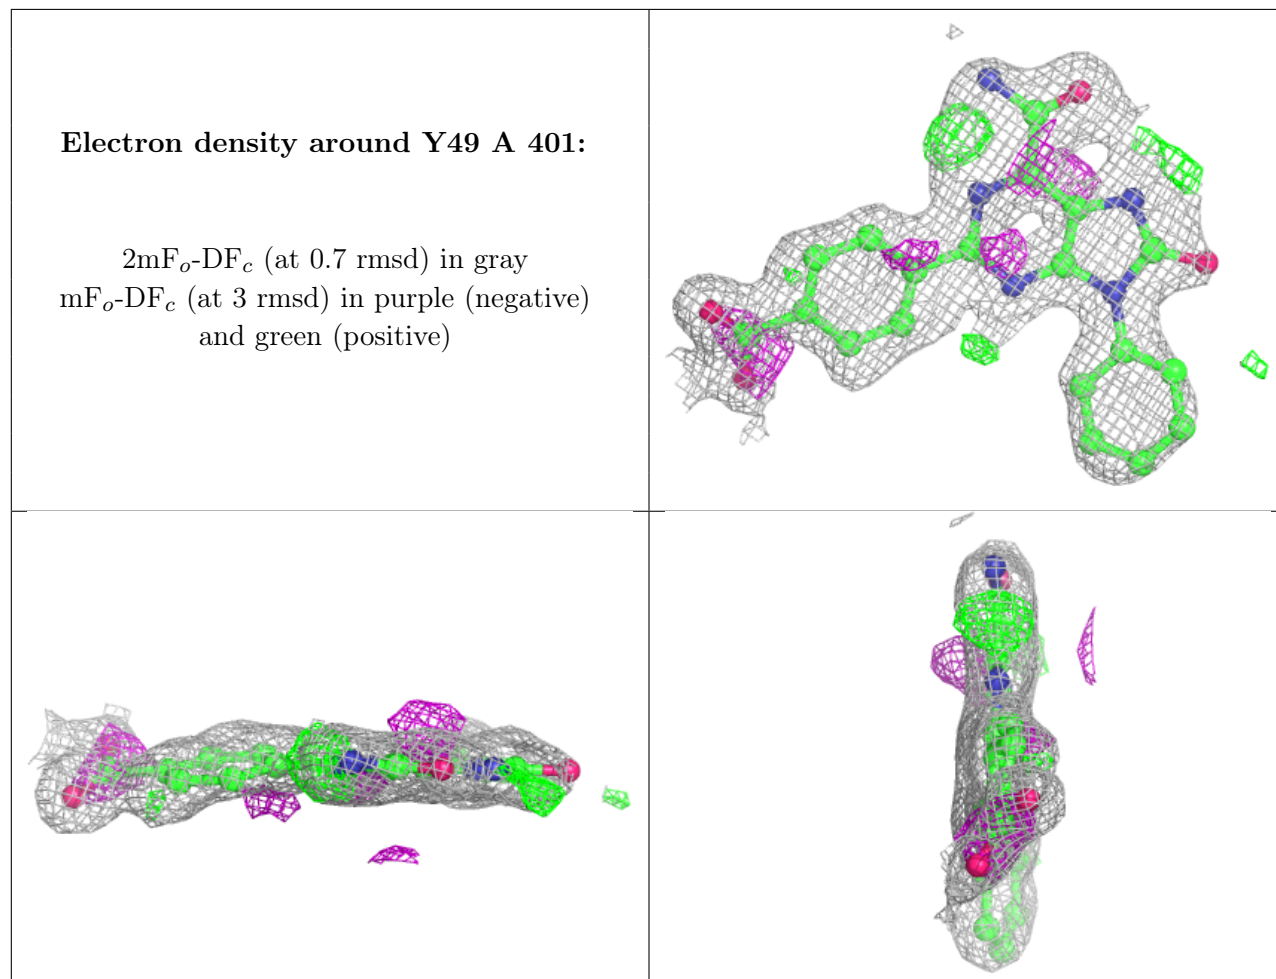 Electron density around Y49 A 401:
2mFo-DFc (at 0.7 rmsd) in gray
mFo-DFc (at 3 rmsd) in purple (negative)
and green (positive)